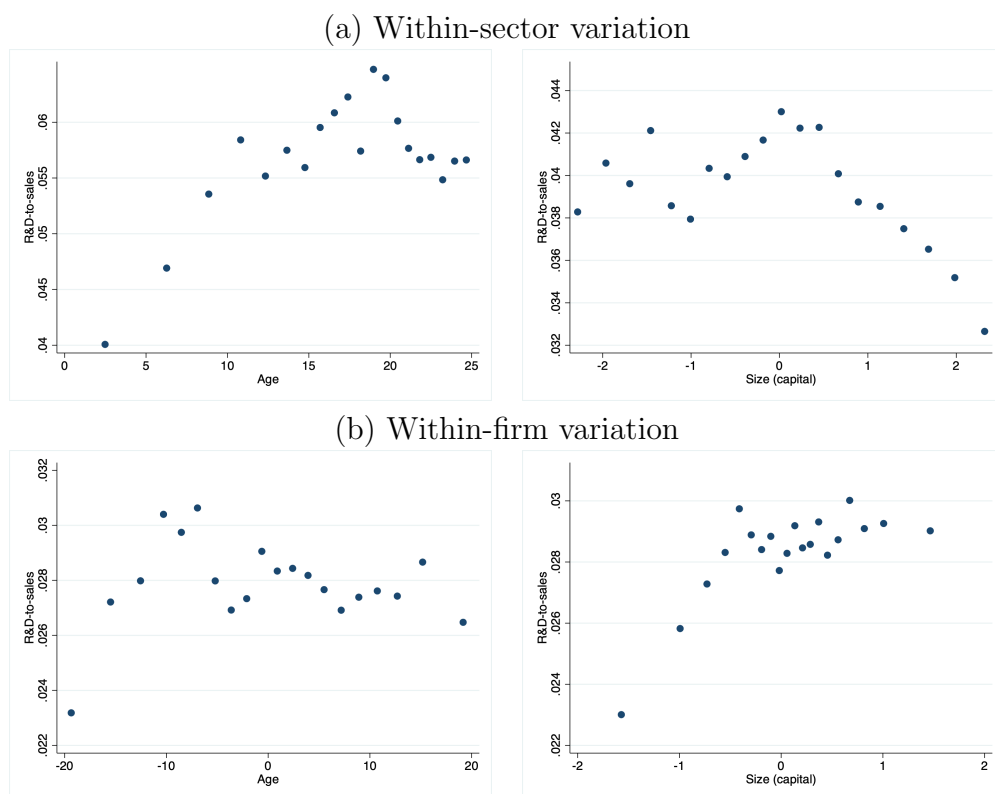 (a) Within-sector variation
R&D-to-sales
.04 .045 .05 .055 .06
0 5 10 15 20 25
Age
R&D-to-sales
.032 .034 .036 .038 .04 .042 .044
-2 -1 0 1 2
Size (capital)
(b) Within-firm variation
R&D-to-sales
.022 .024 .026 .028 .03 .032
-20 -10 0 10 20
Age
R&D-to-sales
.022 .024 .026 .028 .03
-2 -1 0 1 2
Size (capital)